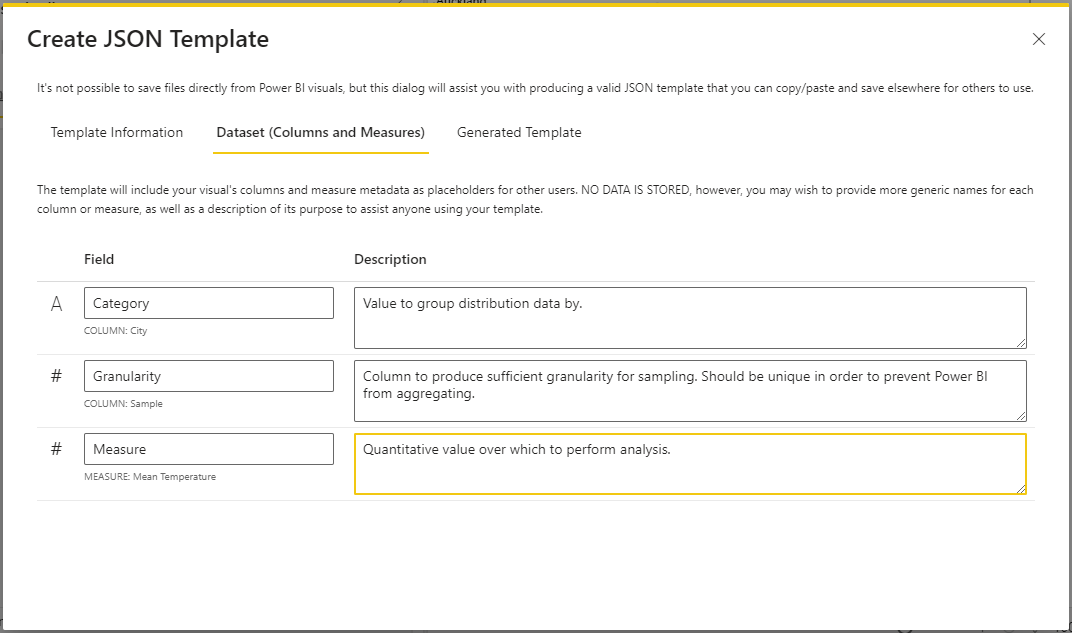 Auckland
Create JSON Template
It's not possible to save files directly from Power BI visuals, but this dialog will assist you with producing a valid JSON template that you can copy/paste and save elsewhere for others to use.
Template Information
Dataset (Columns and Measures)
Generated Template
The template will include your visual's columns and measure metadata as placeholders for other users. NO DATA IS STORED, however, you may wish to provide more generic names for each
column or measure, as well as a description of its purpose to assist anyone using your template.
Field
Description
A
Category
Value to group distribution data by.
COLUMN: City
#
Granularity
Column to produce sufficient granularity for sampling. Should be unique in order to prevent Power BI
from aggregating.
COLUMN: Sample
#
Measure
Quantitative value over which to perform analysis.
MEASURE: Mean Temperature